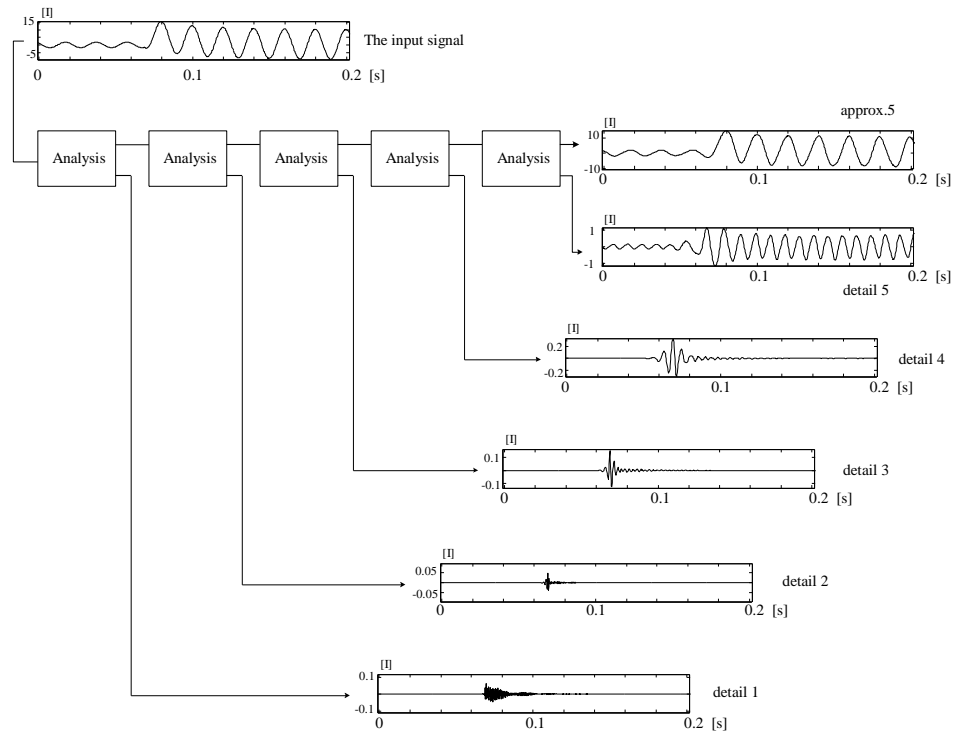 [I]
15
-5
0 0.1 0.2 [s]
The input signal
Analysis Analysis Analysis Analysis Analysis
approx.5
[I]
10
-10
0 0.1 0.2 [s]
[I]
1
-1
0 0.1 0.2 [s]
detail 5
[I]
0.2
-0.2
0 0.1 0.2 [s]
detail 4
[I]
0.1
-0.1
0 0.1 0.2 [s]
detail 3
[I]
0.05
-0.05
0 0.1 0.2 [s]
detail 2
[I]
0.1
-0.1
0 0.1 0.2 [s]
detail 1